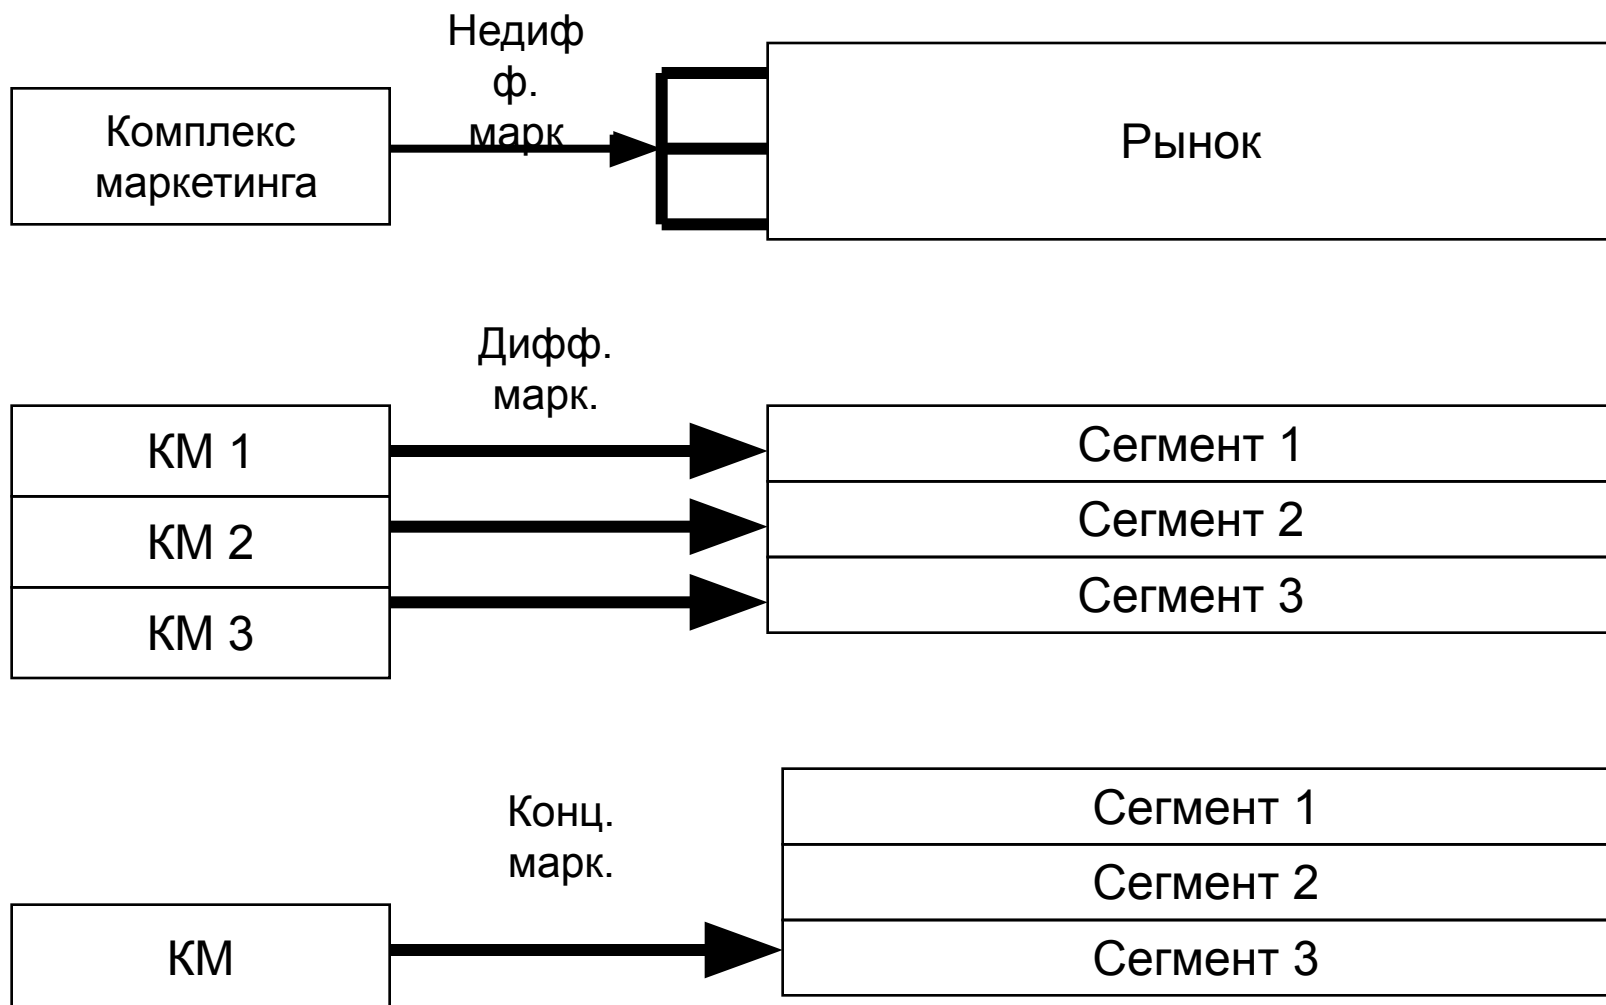 Недиф
ф.
марк
Комплекс
маркетинга
Рынок
Дифф.
марк.
КМ 1
КМ 2
КМ 3
Сегмент 1
Сегмент 2
Сегмент 3
Конц.
марк.
КМ
Сегмент 1
Сегмент 2
Сегмент 3